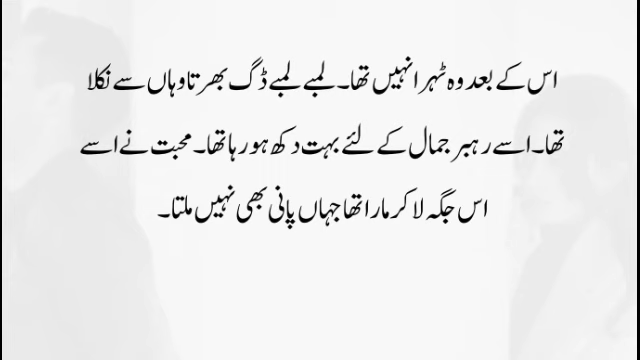 اس کے بعد وہ ٹہرا نہیں تھا۔ لمبے لمبے ڈگ بھرتا وہاں سے نکلا
تھا۔ اسے رہبر جمال کے لئے بہت دکھ ہو رہا تھا۔ محبت نے اسے
اس جگہ لا کر مارا تھا جہاں پانی بھی نہیں ملتا۔